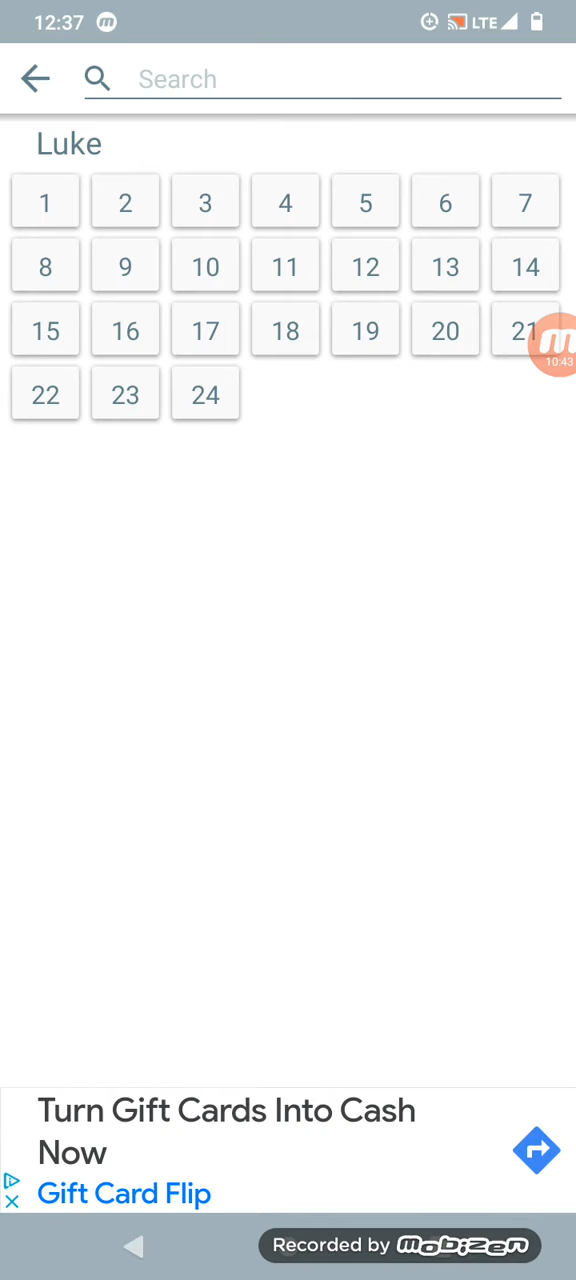 12:37
LTE
Search
Luke
1 2 3 4 5 6 7
8 9 10 11 12 13 14
15 16 17 18 19 20 21
10:43
22 23 24
Turn Gift Cards Into Cash
Now
Gift Card Flip
Recorded by mobizen